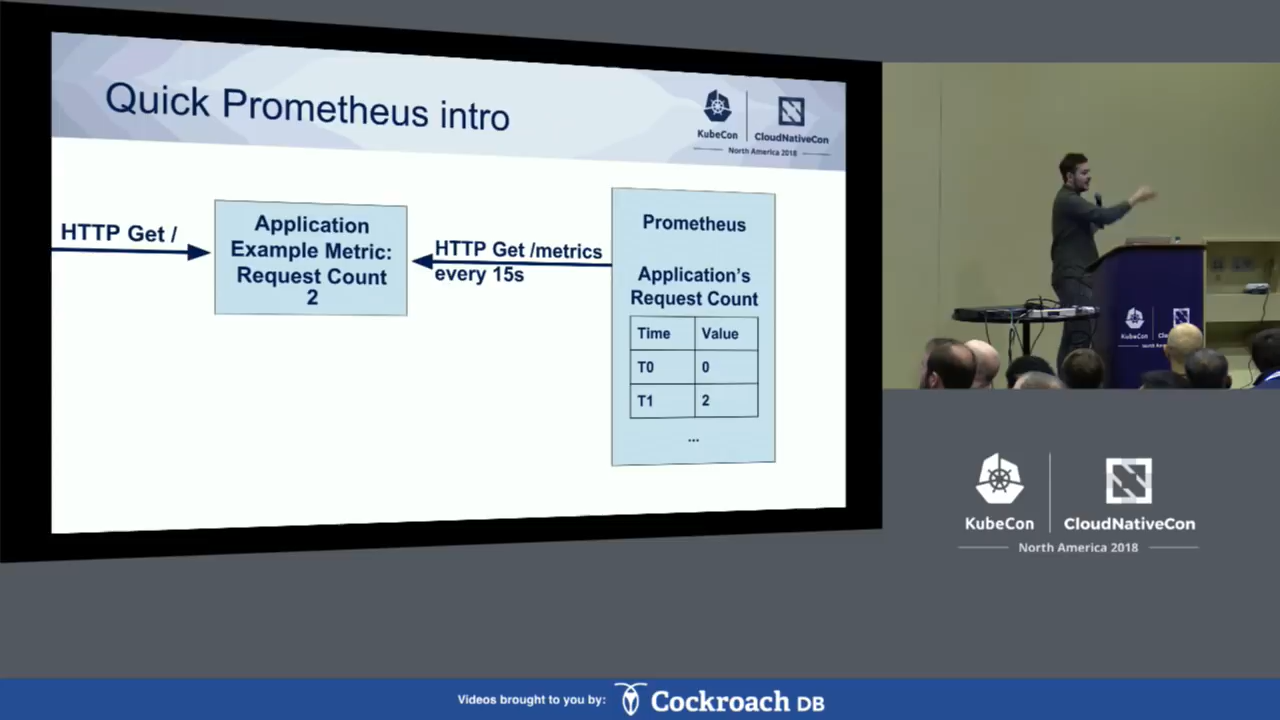 Quick Prometheus intro
KubeCon
CloudNativeCon
North America 2018
HTTP Get /
Application
Example Metric:
Request Count
2
HTTP Get /metrics
every 15s
Prometheus
Application's
Request Count
Time Value
T0 0
T1 2
...
KubeCon
KubeCon
CloudNativeCon
North America 2018
Videos brought to you by:
Cockroach DB